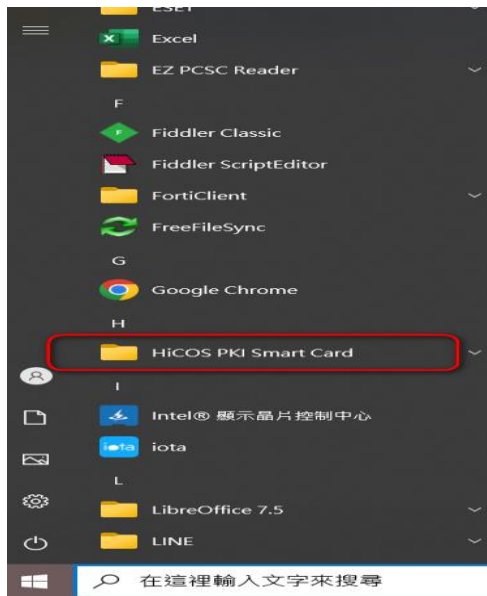 ESET
Excel
EZ PCSC Reader
F
Fiddler Classic
Fiddler ScriptEditor
FortiClient
FreeFileSync
G
Google Chrome
H
HiCOS PKI Smart Card
I
Intel® 顯示晶片控制中心
iota
iota
L
LibreOffice 7.5
LINE
在這裡輸入文字來搜尋